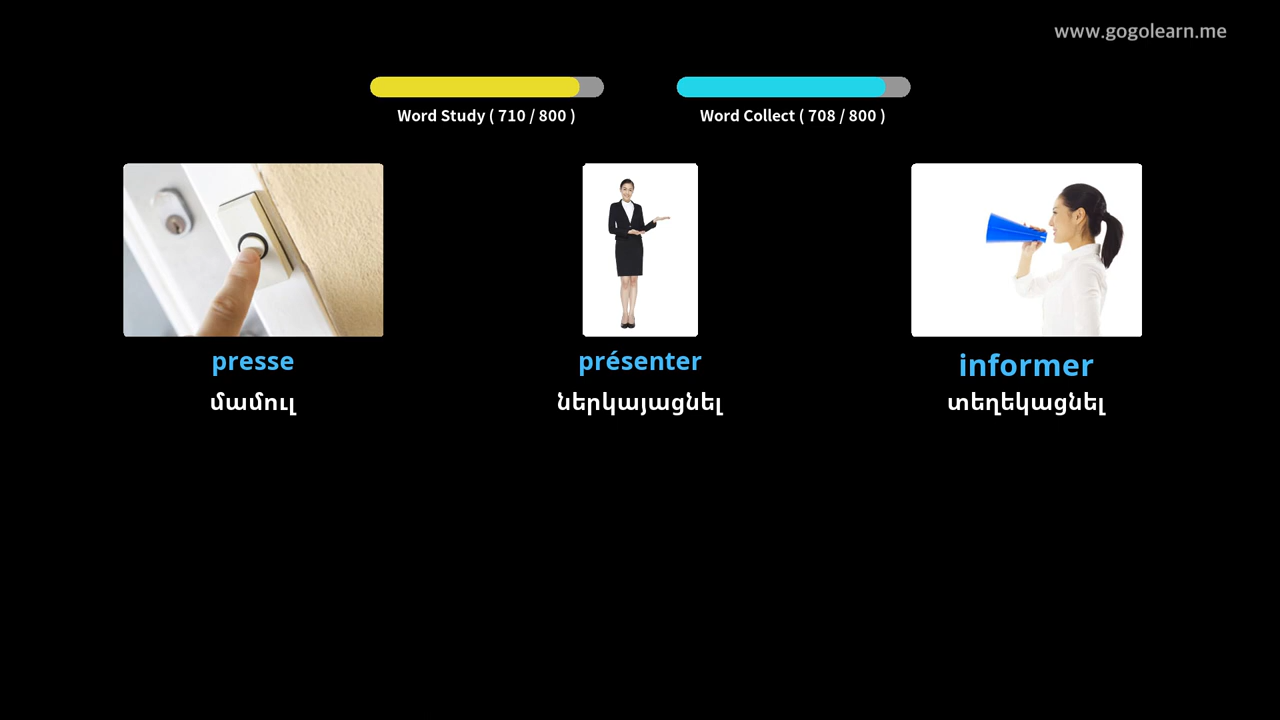 www.gogolearn.me
Word Study ( 710 / 800 )
Word Collect ( 708 / 800 )
presse
présenter
informer
մամուլ
ներկայացնել
տեղեկացնել